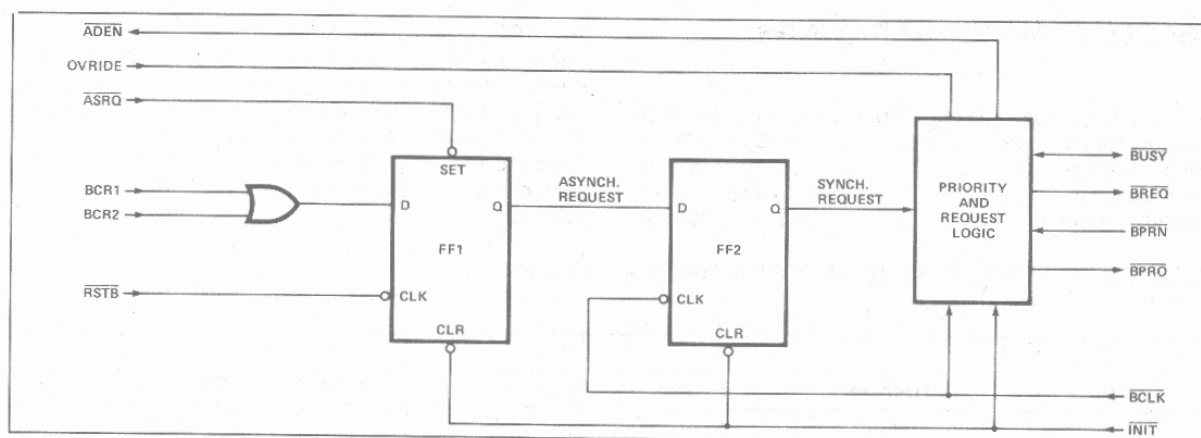 ADEN
OVRIDE
ASRQ
BCR1
BCR2
RSTB
SET
D
Q
FF1
CLK
CLR
ASYNCH.
REQUEST
D
Q
FF2
CLK
CLR
SYNCH.
REQUEST
PRIORITY
AND
REQUEST
LOGIC
BUSY
BREQ
BPRN
BPRO
BCLK
INIT